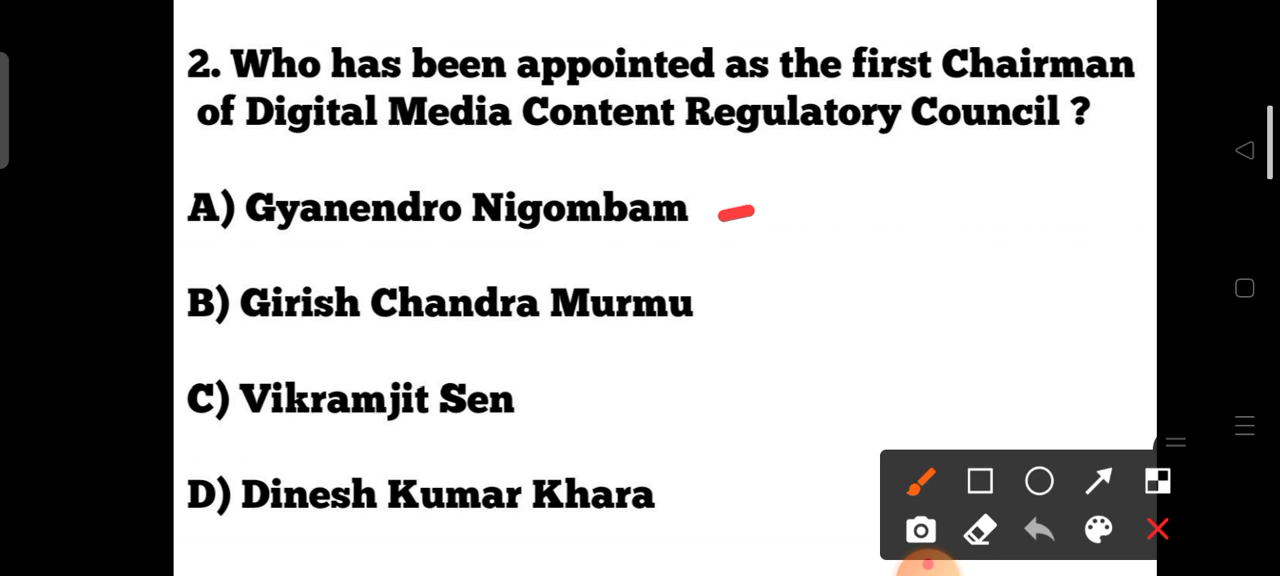 2. Who has been appointed as the first Chairman
of Digital Media Content Regulatory Council ?
A) Gyanendro Nigombam
B) Girish Chandra Murmu
C) Vikramjit Sen
D) Dinesh Kumar Khara